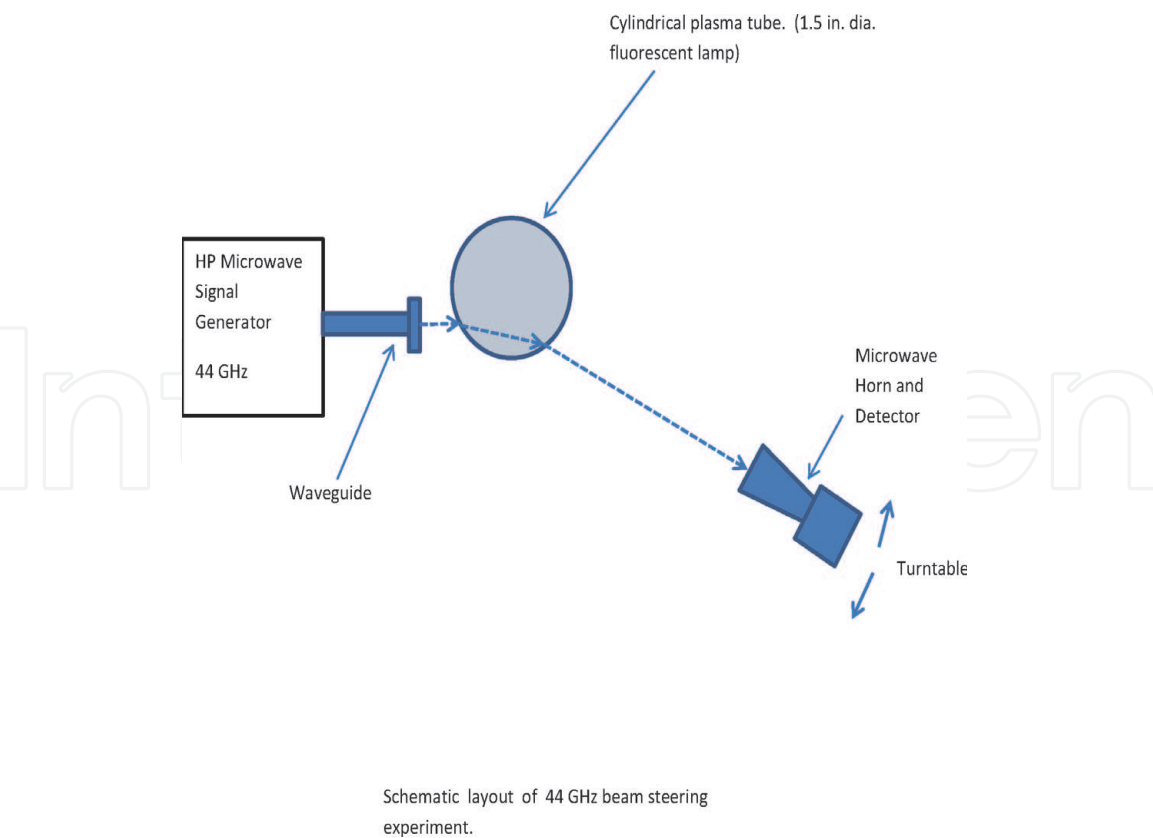 Cylindrical plasma tube.  (1.5 in. dia.
fluorescent lamp)
HP Microwave
Signal
Generator
44 GHz
Microwave
Horn and
Detector
Waveguide
Turntable
Schematic layout of 44 GHz beam steering
experiment.